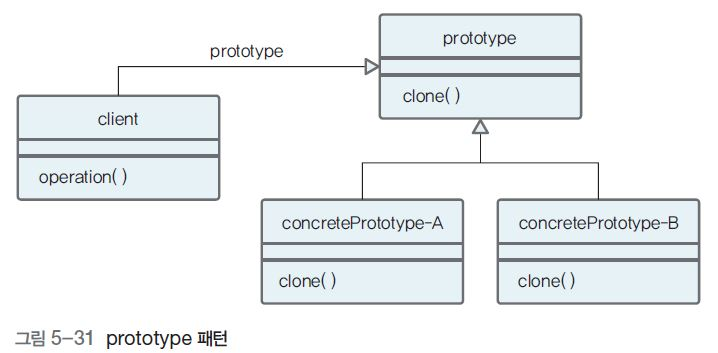 prototype
prototype
clone( )
client
operation( )
concretePrototype-A
concretePrototype-B
clone( )
clone( )
그림 5-31 prototype 패턴